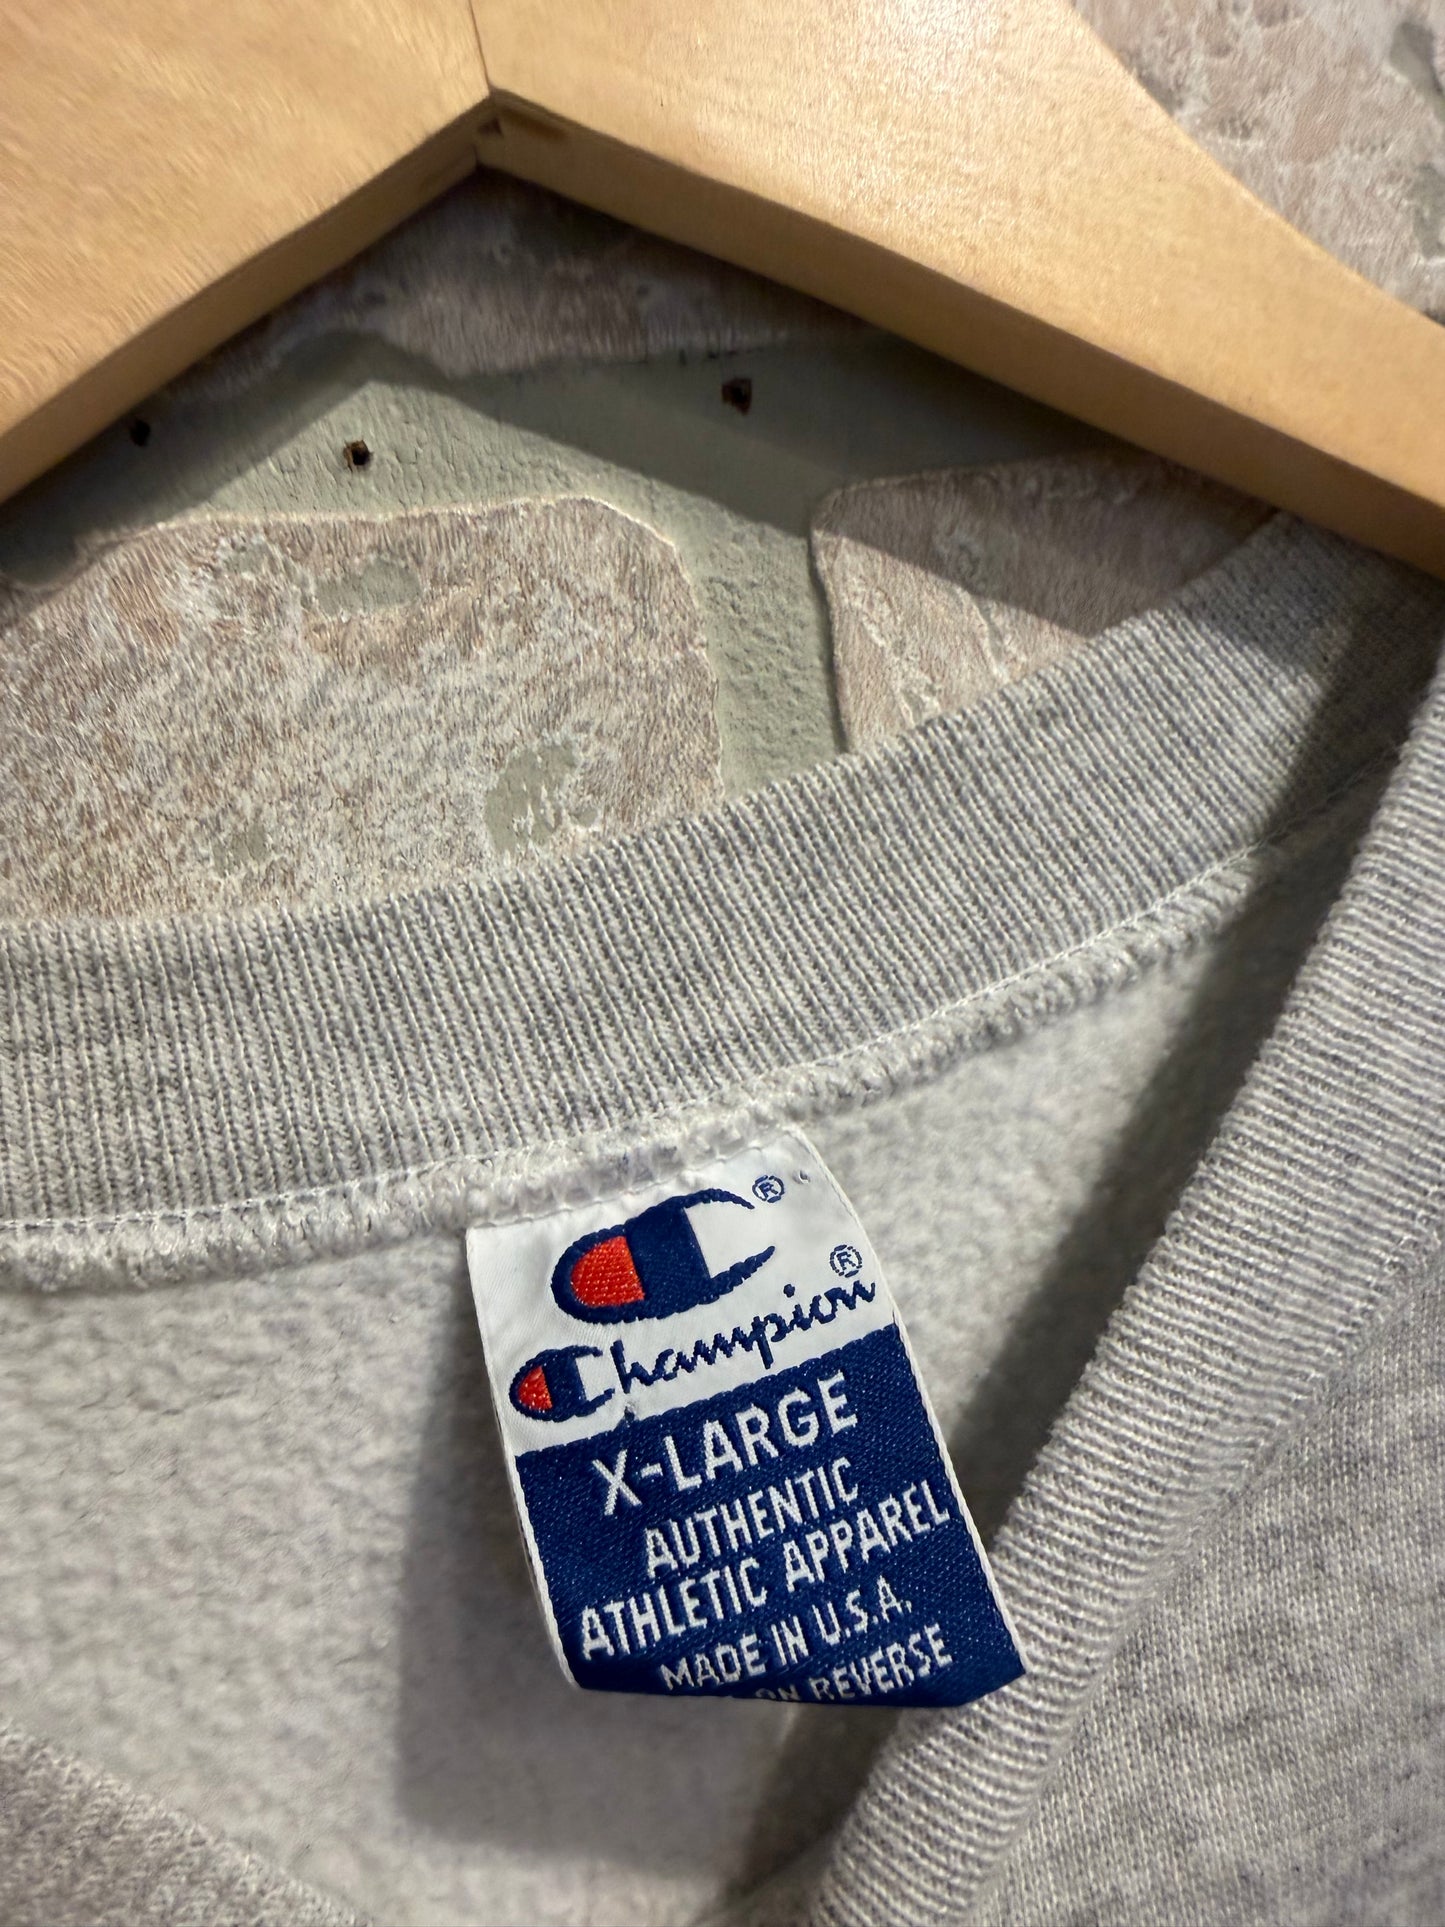 ®
Champion®
X-LARGE
AUTHENTIC
ATHLETIC APPAREL
MADE IN U.S.A.
ON REVERSE